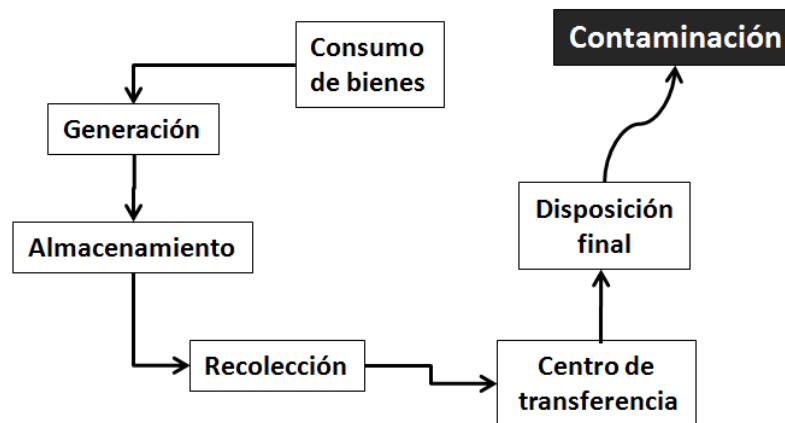 Consumo
de bienes
Generación
Almacenamiento
Recolección
Centro de
transferencia
Disposición
final
Contaminación